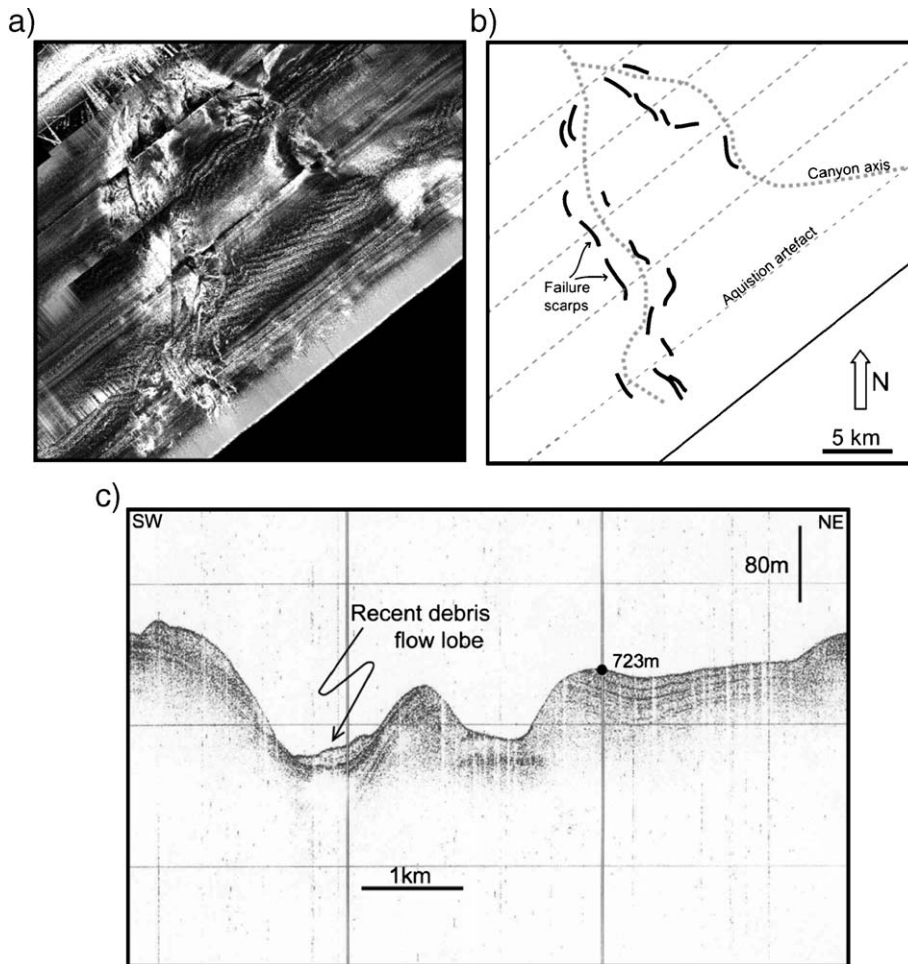 a)
b)
Canyon axis
Aquistion artefact
Failure
scarps
N
5 km
c)
SW
NE
80m
Recent debris
flow lobe
723m
1km